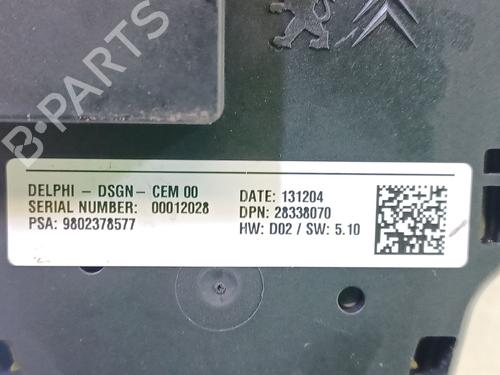 B-PARTS
DELPHI - DSGN- CEM 00
SERIAL NUMBER: 00012028
PSA: 9802378577
DATE: 131204
DPN: 28338070
HW: D02 / SW: 5.10